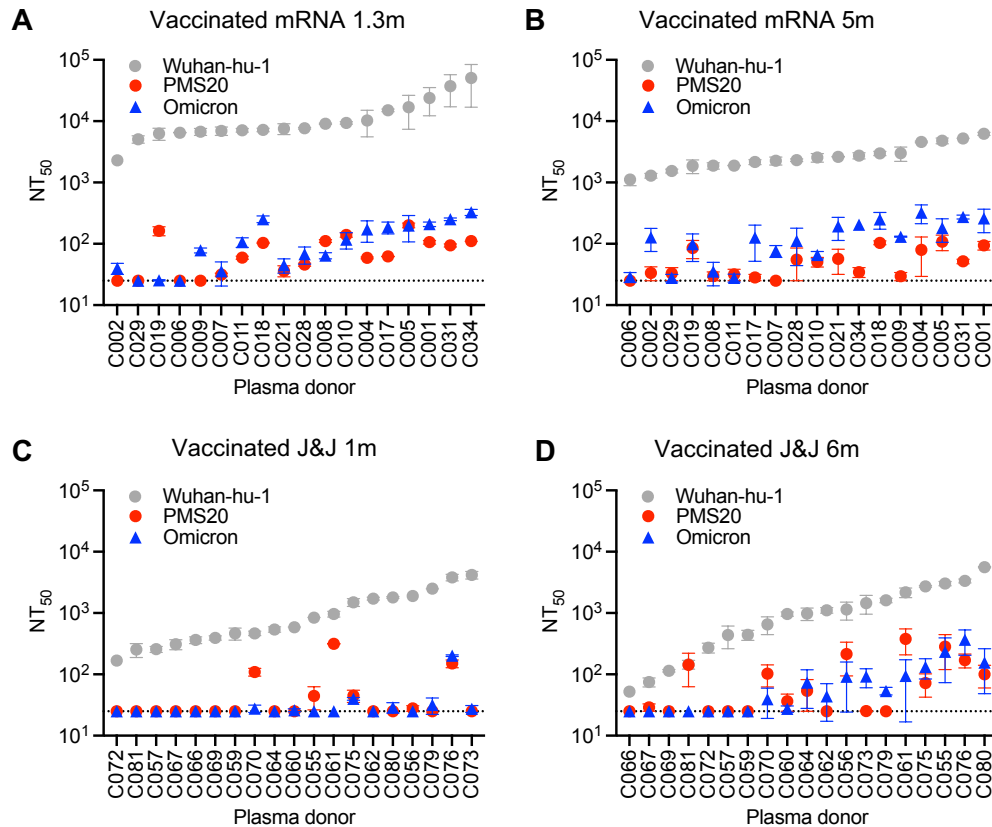 A
Vaccinated mRNA 1.3m
10^5
10^4
10^3
10^2
10^1
NT50
Wuhan-hu-1
PMS20
Omicron
C002 C029 C019 C006 C009 C007 C011 C018 C021 C028 C008 C010 C004 C017 C005 C001 C031 C034
Plasma donor
B
Vaccinated mRNA 5m
10^5
10^4
10^3
10^2
10^1
NT50
Wuhan-hu-1
PMS20
Omicron
C006 C002 C029 C019 C008 C011 C017 C007 C028 C010 C021 C034 C018 C009 C004 C005 C031 C001
Plasma donor
C
Vaccinated J&J 1m
10^5
10^4
10^3
10^2
10^1
NT50
Wuhan-hu-1
PMS20
Omicron
C072 C081 C057 C067 C066 C069 C059 C070 C064 C060 C055 C061 C075 C062 C080 C056 C079 C076 C073
Plasma donor
D
Vaccinated J&J 6m
10^5
10^4
10^3
10^2
10^1
NT50
Wuhan-hu-1
PMS20
Omicron
C066 C067 C069 C081 C072 C057 C059 C070 C060 C064 C062 C056 C073 C079 C061 C075 C055 C076 C080
Plasma donor